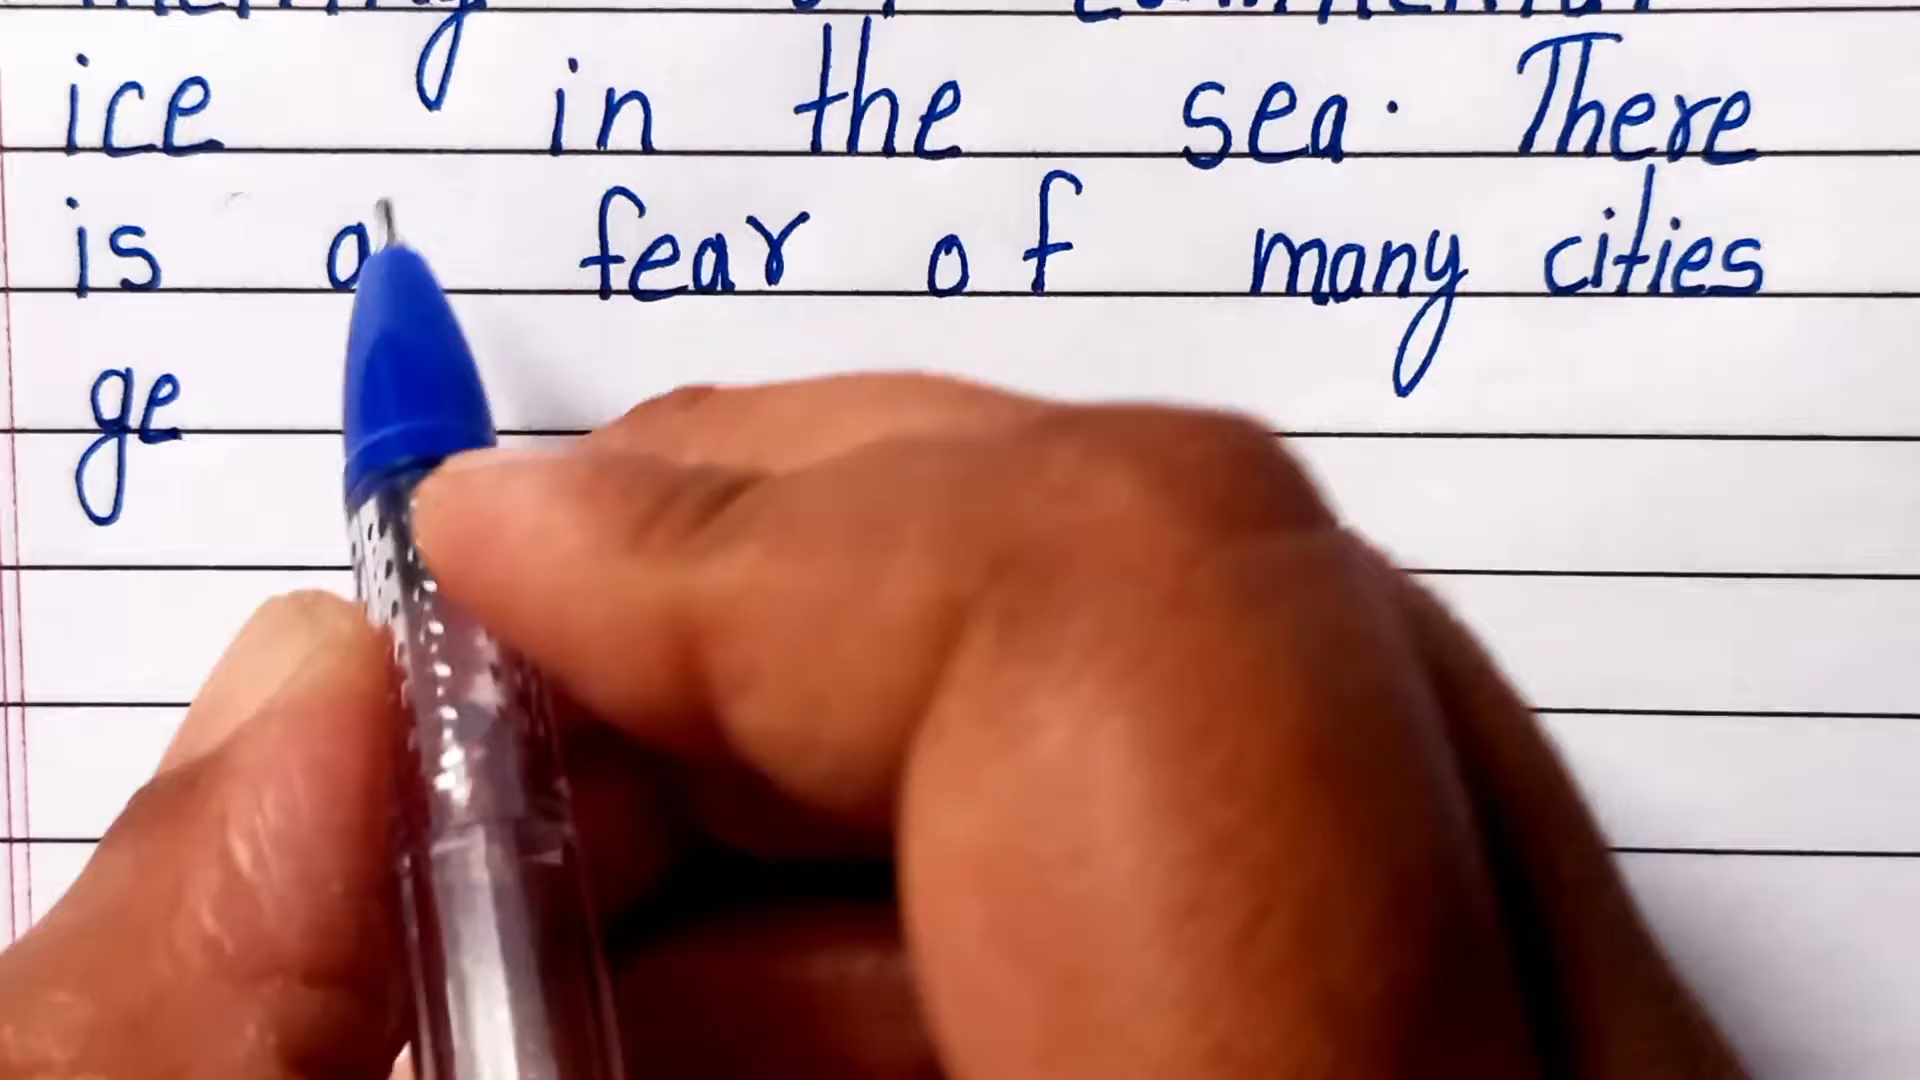 ice in the sea. There
is a fear of many cities
ge